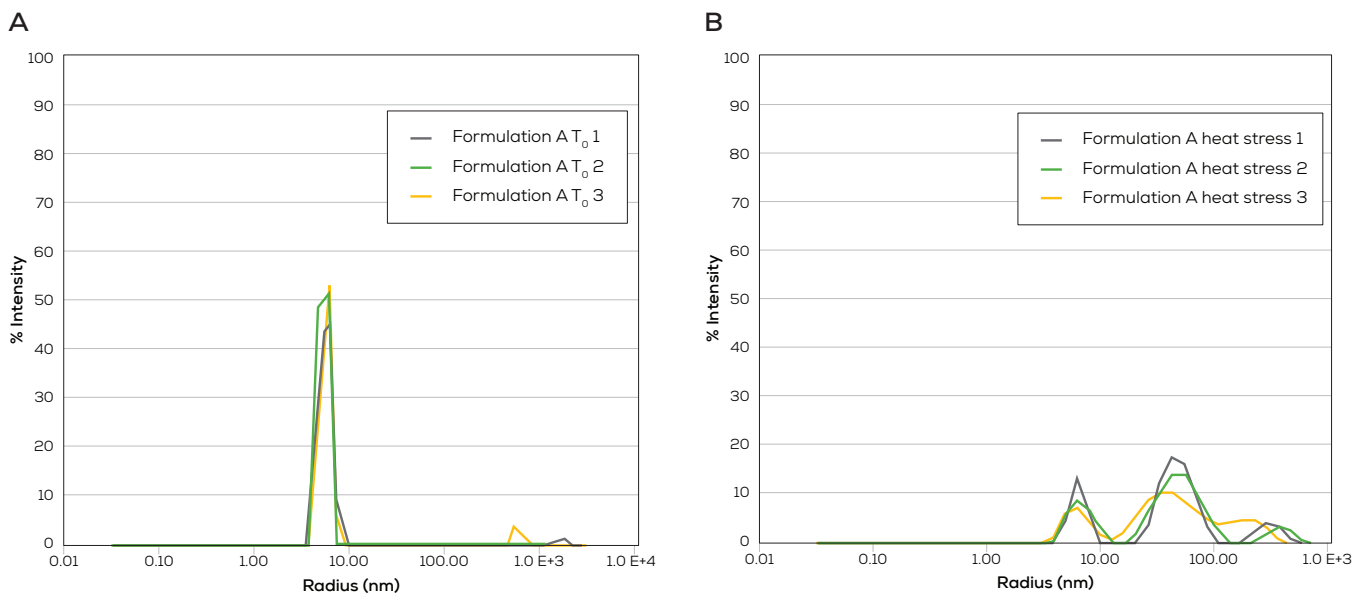 A
100
90
80
70
60
50
40
30
20
10
0
% Intensity
Formulation A T₀ 1
Formulation A T₀ 2
Formulation A T₀ 3
0.01
0.10
1.00
10.00
100.00
1.0 E+3
1.0 E+4
Radius (nm)
B
100
90
80
70
60
50
40
30
20
10
0
% Intensity
Formulation A heat stress 1
Formulation A heat stress 2
Formulation A heat stress 3
0.01
0.10
1.00
10.00
100.00
1.0 E+3
Radius (nm)